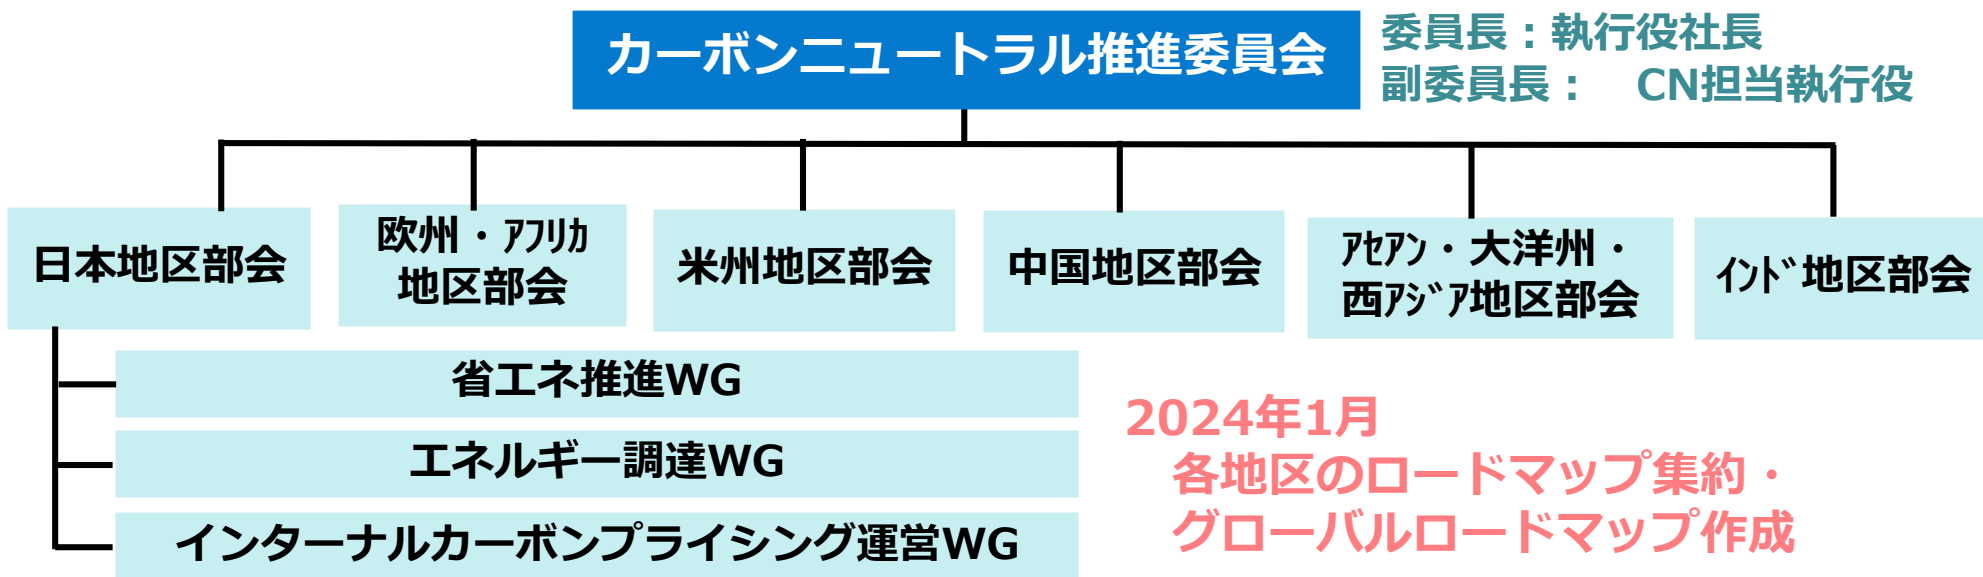 カーボンニュートラル推進委員会
委員長：執行役社長
副委員長：　CN担当執行役
日本地区部会
欧州・ｱﾌﾘｶ
地区部会
米州地区部会
中国地区部会
ｱｾｱﾝ・大洋州・
西ｱｼﾞｱ地区部会
ｲﾝﾄﾞ地区部会
省エネ推進WG
エネルギー調達WG
インターナルカーボンプライシング運営WG
2024年1月
各地区のロードマップ集約・
グローバルロードマップ作成